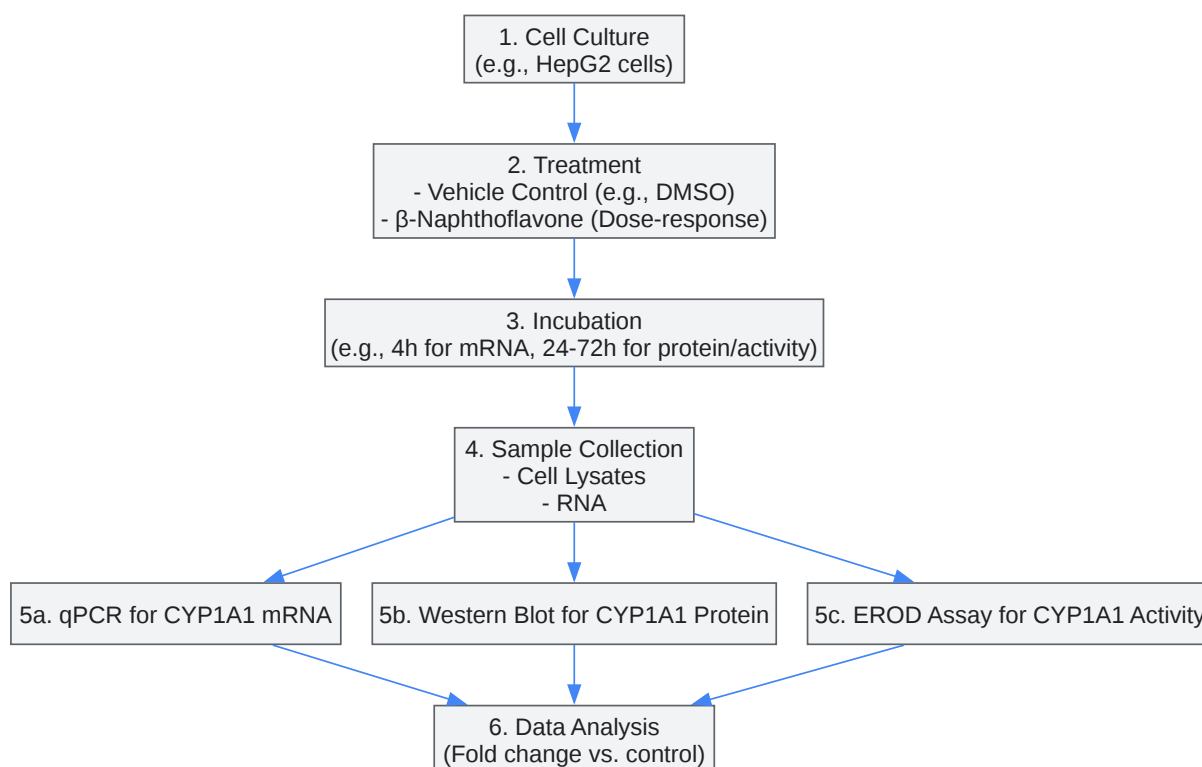 1. Cell Culture
(e.g., HepG2 cells)
2. Treatment
- Vehicle Control (e.g., DMSO)
- β-Naphthoflavone (Dose-response)
3. Incubation
(e.g., 4h for mRNA, 24-72h for protein/activity)
4. Sample Collection
- Cell Lysates
- RNA
5a. qPCR for CYP1A1 mRNA
5b. Western Blot for CYP1A1 Protein
5c. EROD Assay for CYP1A1 Activity
6. Data Analysis
(Fold change vs. control)